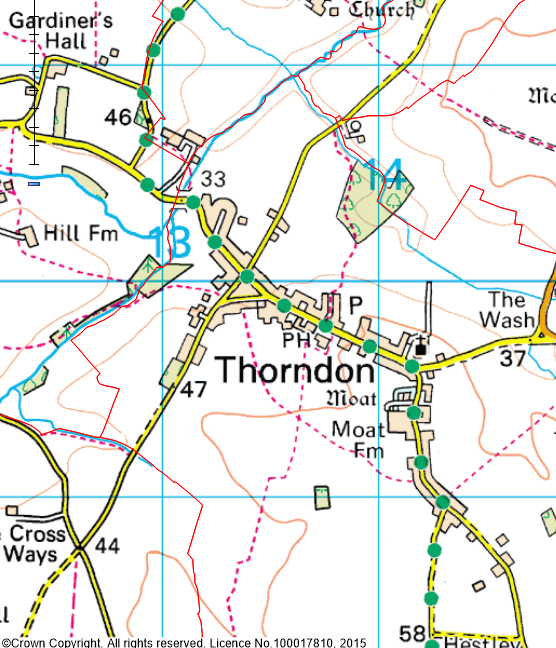 Church
Gardiner's
Hall
46
14
33
Hill Fm
13
P
The
Wash
PH
37
Thorndon
47
Moat
Moat
Fm
Cross
Ways
44
58
Hestley
©Crown Copyright. All rights reserved. Licence No.100017810, 2015